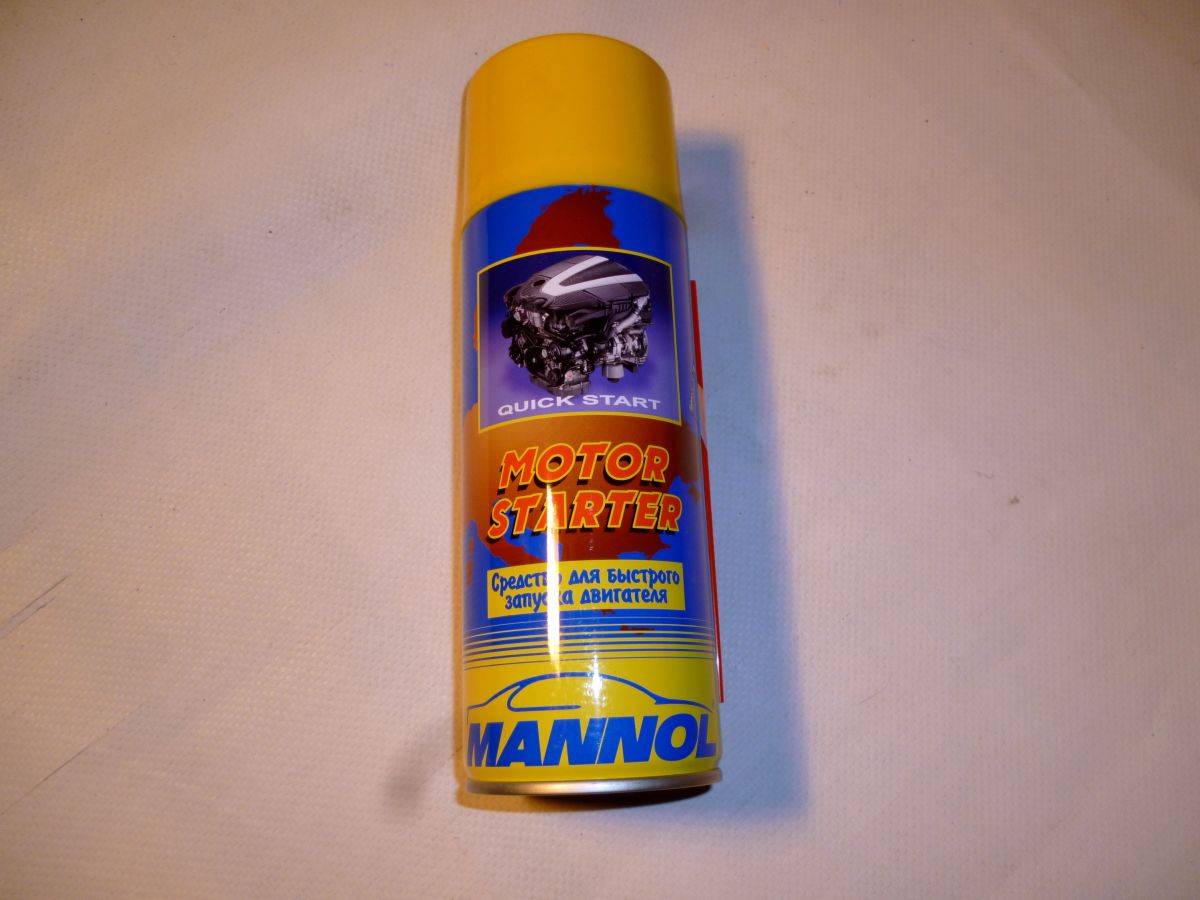 QUICK START
MOTOR
STARTER
Средство для быстрого
запуска двигателя
MANNOL